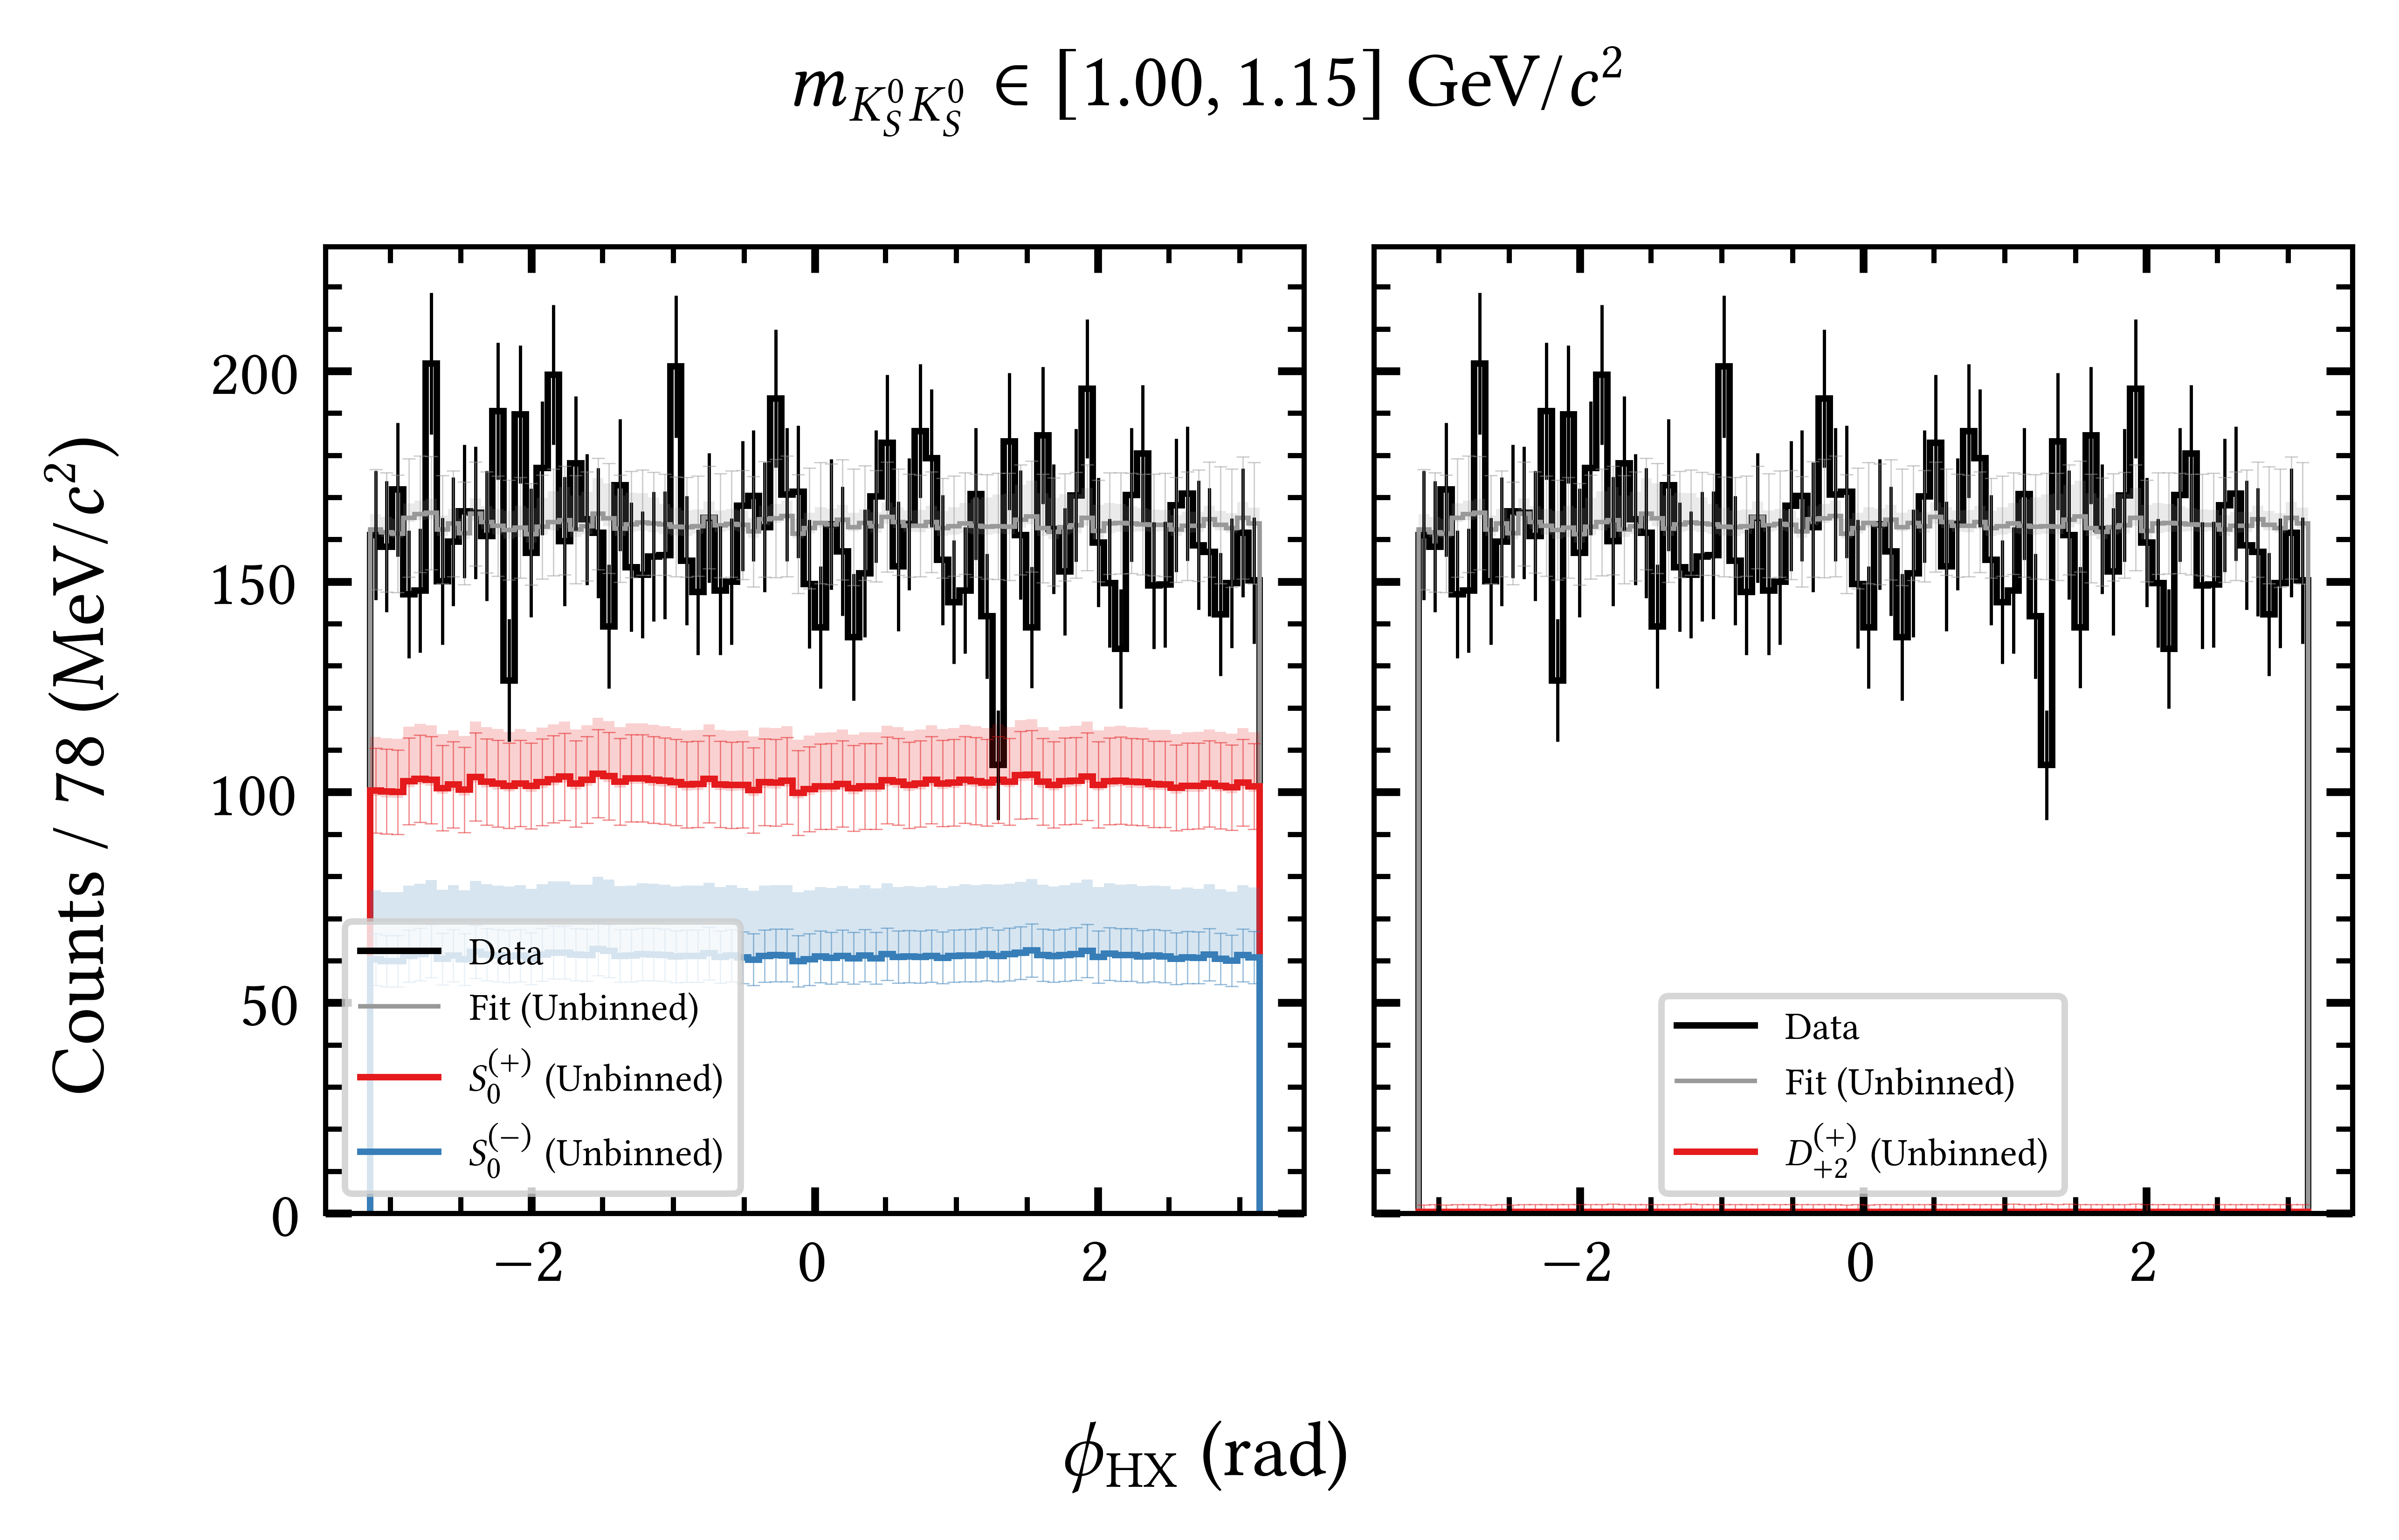 m_{K_S^0 K_S^0} ∈ [1.00, 1.15] GeV/c²
Counts / 78 (MeV/c²)
200
150
100
50
0
−2
0
2
Data
Fit (Unbinned)
S_0^{(+)} (Unbinned)
S_0^{(−)} (Unbinned)
−2
0
2
Data
Fit (Unbinned)
D_{+2}^{(+)} (Unbinned)
ϕ_{HX} (rad)